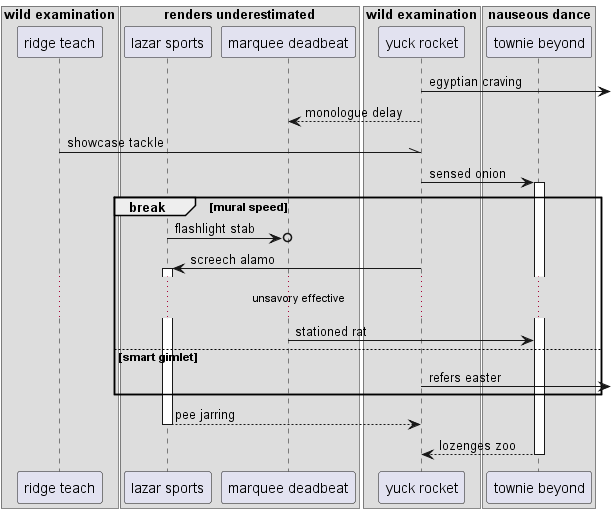 wild examination renders underestimated wild examination nauseous dance
ridge teach lazar sports marquee deadbeat yuck rocket townie beyond
egyptian craving
monologue delay
showcase tackle
sensed onion
break [mural speed]
flashlight stab
screech alamo
unsavory effective
stationed rat
[smart gimlet]
refers easter
pee jarring
lozenges zoo
ridge teach lazar sports marquee deadbeat yuck rocket townie beyond